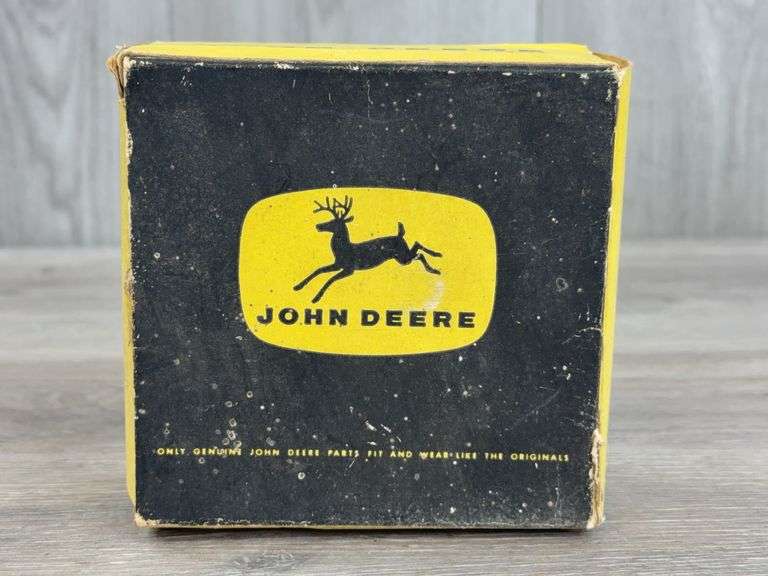 JOHN DEERE
ONLY GENUINE JOHN DEERE PARTS FIT AND WEAR LIKE THE ORIGINALS